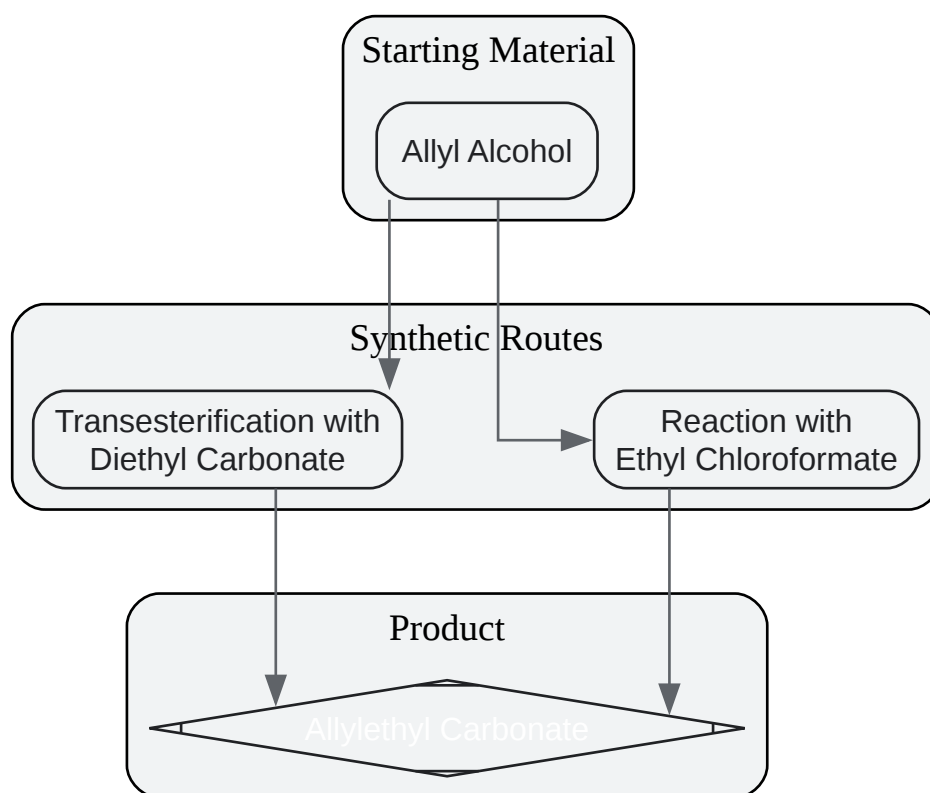 Starting Material
Allyl Alcohol
Synthetic Routes
Transesterification with
Diethyl Carbonate
Reaction with
Ethyl Chloroformate
Product
Allylethyl Carbonate